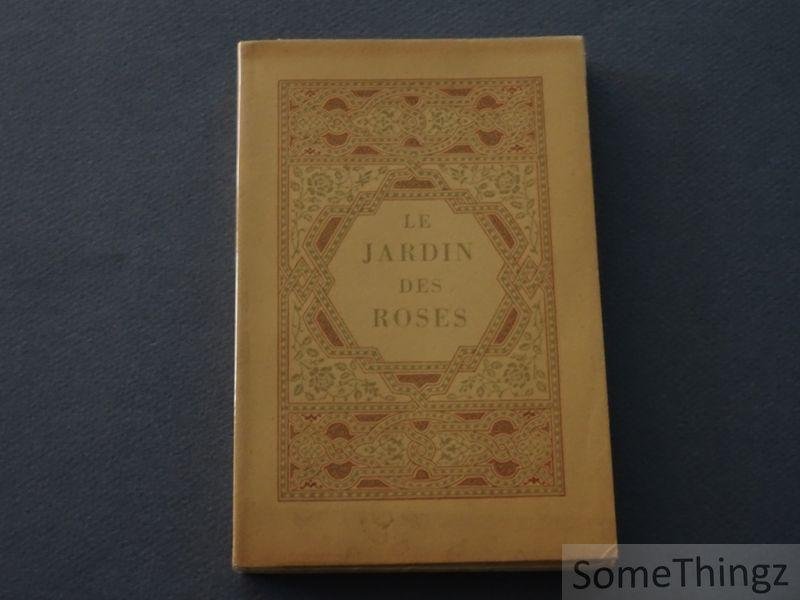 LE
JARDIN
DES
ROSES
SomeThingz